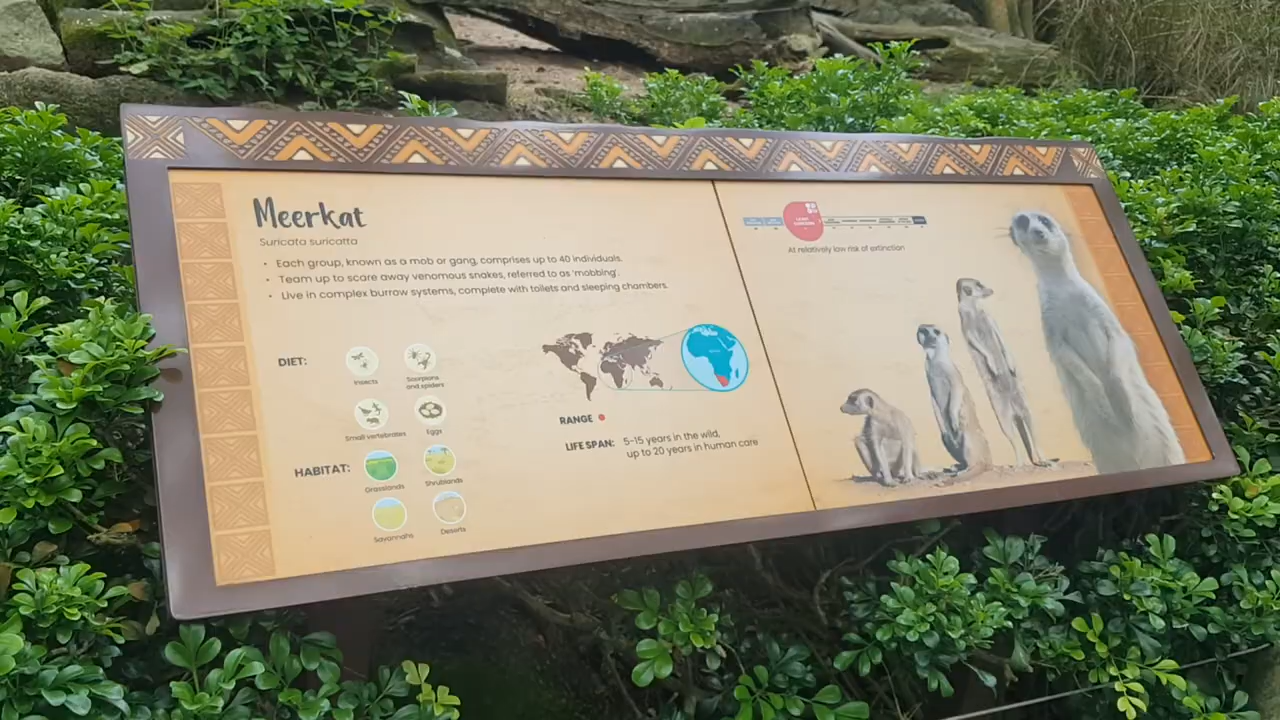 Meerkat
Suricata suricatta
• Each group, known as a mob or gang, comprises up to 40 individuals.
• Team up to scare away venomous snakes, referred to as 'mobbing'.
• Live in complex burrow systems, complete with toilets and sleeping chambers.
DIET:
Insects
Scorpions
and spiders
Small vertebrates
Eggs
HABITAT:
Grasslands
Shrublands
Savannahs
Deserts
RANGE
LIFE SPAN: 5-15 years in the wild,
up to 20 years in human care
At relatively low risk of extinction